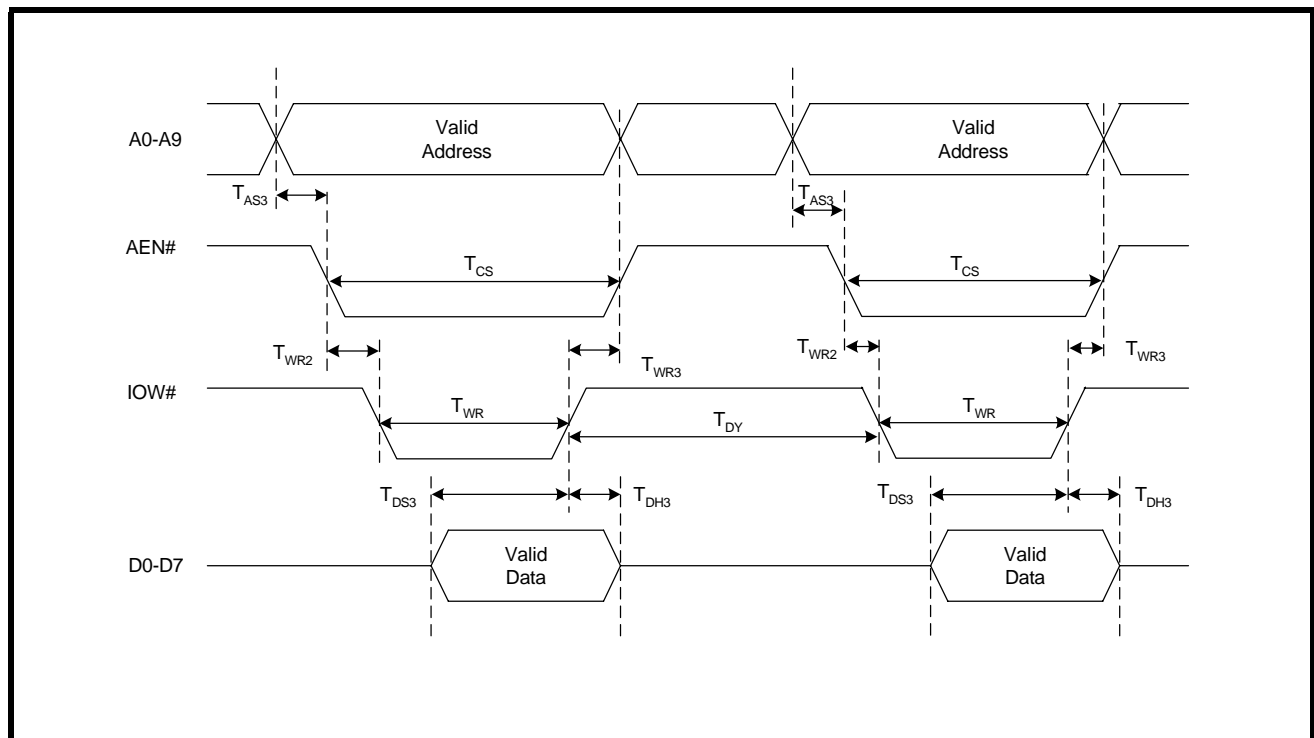 A0-A9
Valid
Address
Valid
Address
TAS3
TAS3
AEN#
TCS
TCS
TWR2
TWR3
TWR2
TWR3
IOW#
TWR
TDY
TWR
TDS3
TDH3
TDS3
TDH3
D0-D7
Valid
Data
Valid
Data